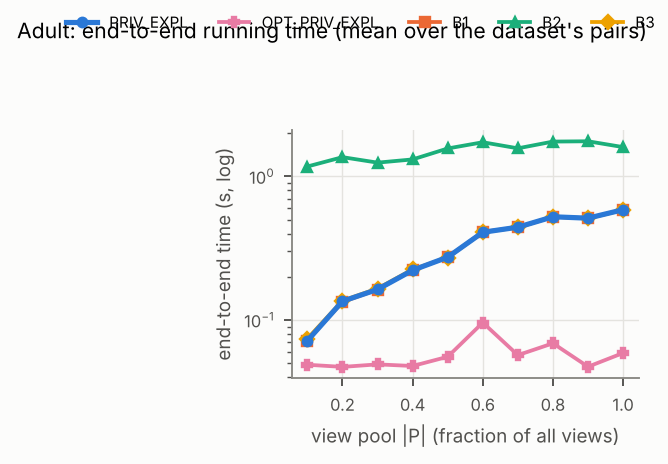 PRIV_EXPL OPT_PRIV_EXPL B1 B2 B3
Adult: end-to-end running time (mean over the dataset's pairs)
end-to-end time (s, log)
10⁰
10⁻¹
0.2 0.4 0.6 0.8 1.0
view pool |P| (fraction of all views)